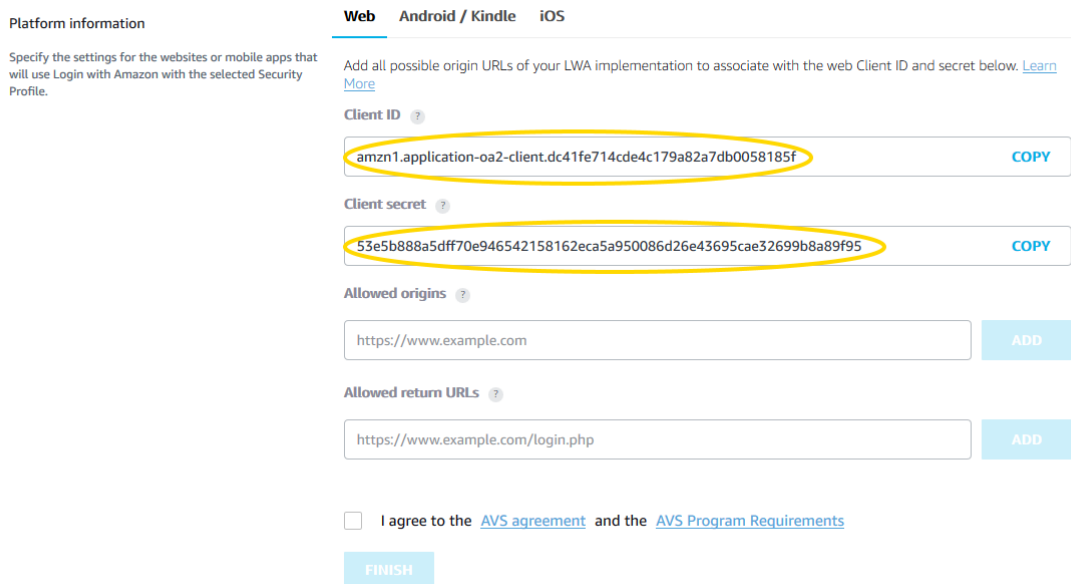 Platform information
Specify the settings for the websites or mobile apps that
will use Login with Amazon with the selected Security
Profile.
Web Android / Kindle iOS
Add all possible origin URLs of your LWA implementation to associate with the web Client ID and secret below. Learn
More
Client ID ?
amzn1.application-oa2-client.dc41fe714cde4c179a82a7db0058185f COPY
Client secret ?
53e5b888a5dff70e946542158162eca5a950086d26e43695cae32699b8a89f95 COPY
Allowed origins ?
https://www.example.com ADD
Allowed return URLs ?
https://www.example.com/login.php ADD
I agree to the AVS agreement and the AVS Program Requirements
FINISH